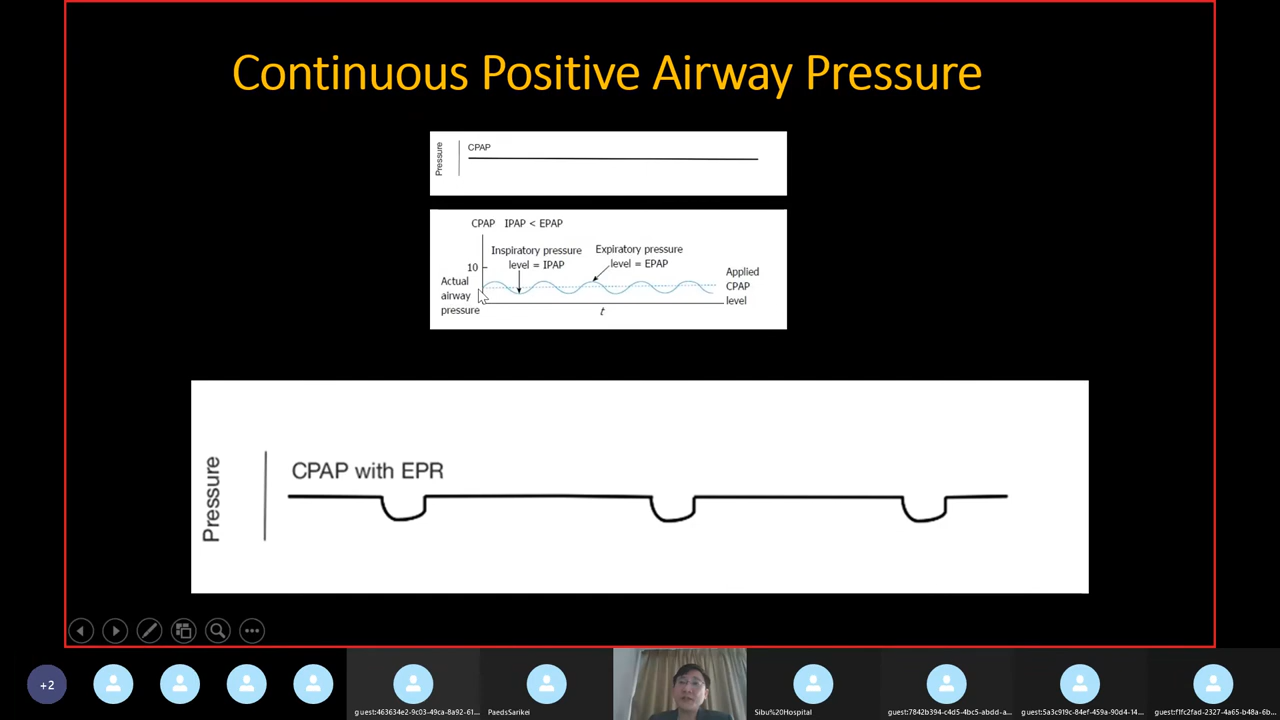 Continuous Positive Airway Pressure
Pressure
CPAP
CPAP IPAP < EPAP
Inspiratory pressure
level = IPAP
Expiratory pressure
level = EPAP
10
Actual
airway
pressure
Applied
CPAP
level
t
Pressure
CPAP with EPR
+2
guest:463634e2-9c03-49ca-8a92-61...
PaedsSarikei
Sibu%20Hospital
guest:7842b394-c4d5-4bc5-abdd-a...
guest:5a3c919c-84ef-459a-90d4-14...
guest:f1fc2fad-2327-4a65-b48a-6b...